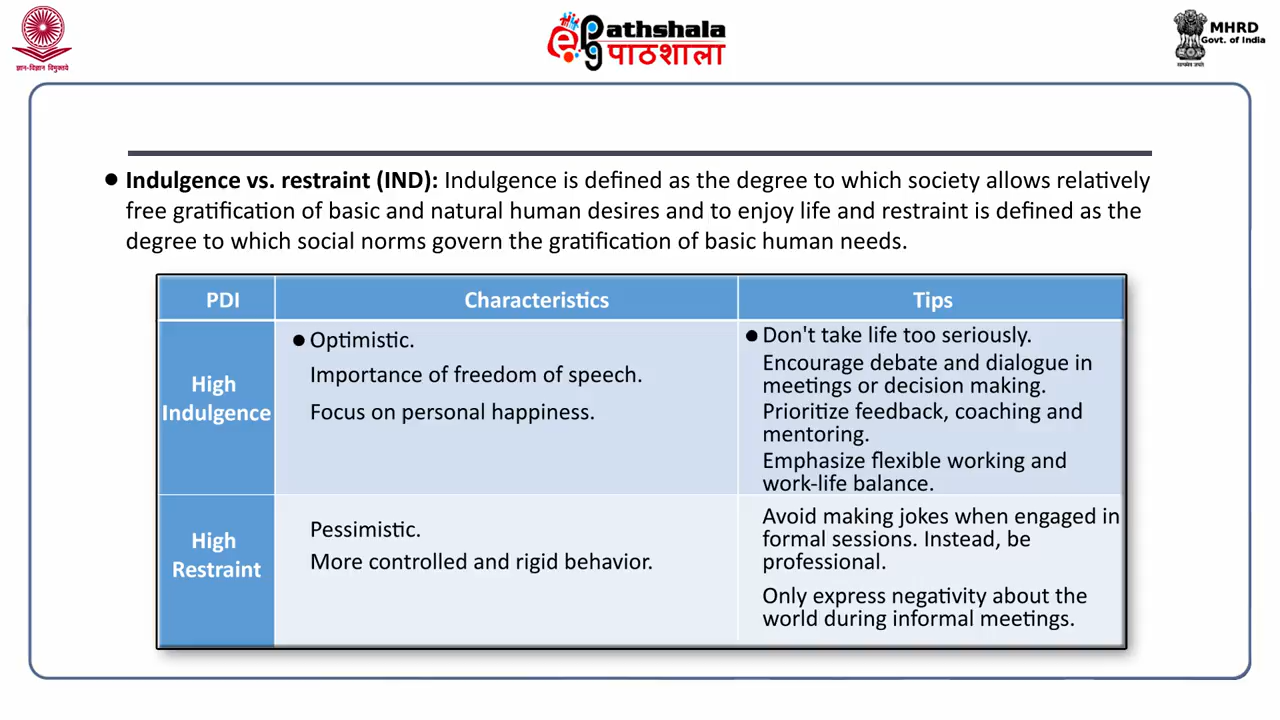 ज्ञान-विज्ञान विमुक्तये
ePathshala
पाठशाला
MHRD
Govt. of India
सत्यमेव जयते
● Indulgence vs. restraint (IND): Indulgence is defined as the degree to which society allows relatively
free gratification of basic and natural human desires and to enjoy life and restraint is defined as the
degree to which social norms govern the gratification of basic human needs.
PDI
Characteristics
Tips
High
Indulgence
● Optimistic.
Importance of freedom of speech.
Focus on personal happiness.
● Don't take life too seriously.
Encourage debate and dialogue in
meetings or decision making.
Prioritize feedback, coaching and
mentoring.
Emphasize flexible working and
work-life balance.
High
Restraint
Pessimistic.
More controlled and rigid behavior.
Avoid making jokes when engaged in
formal sessions. Instead, be
professional.
Only express negativity about the
world during informal meetings.